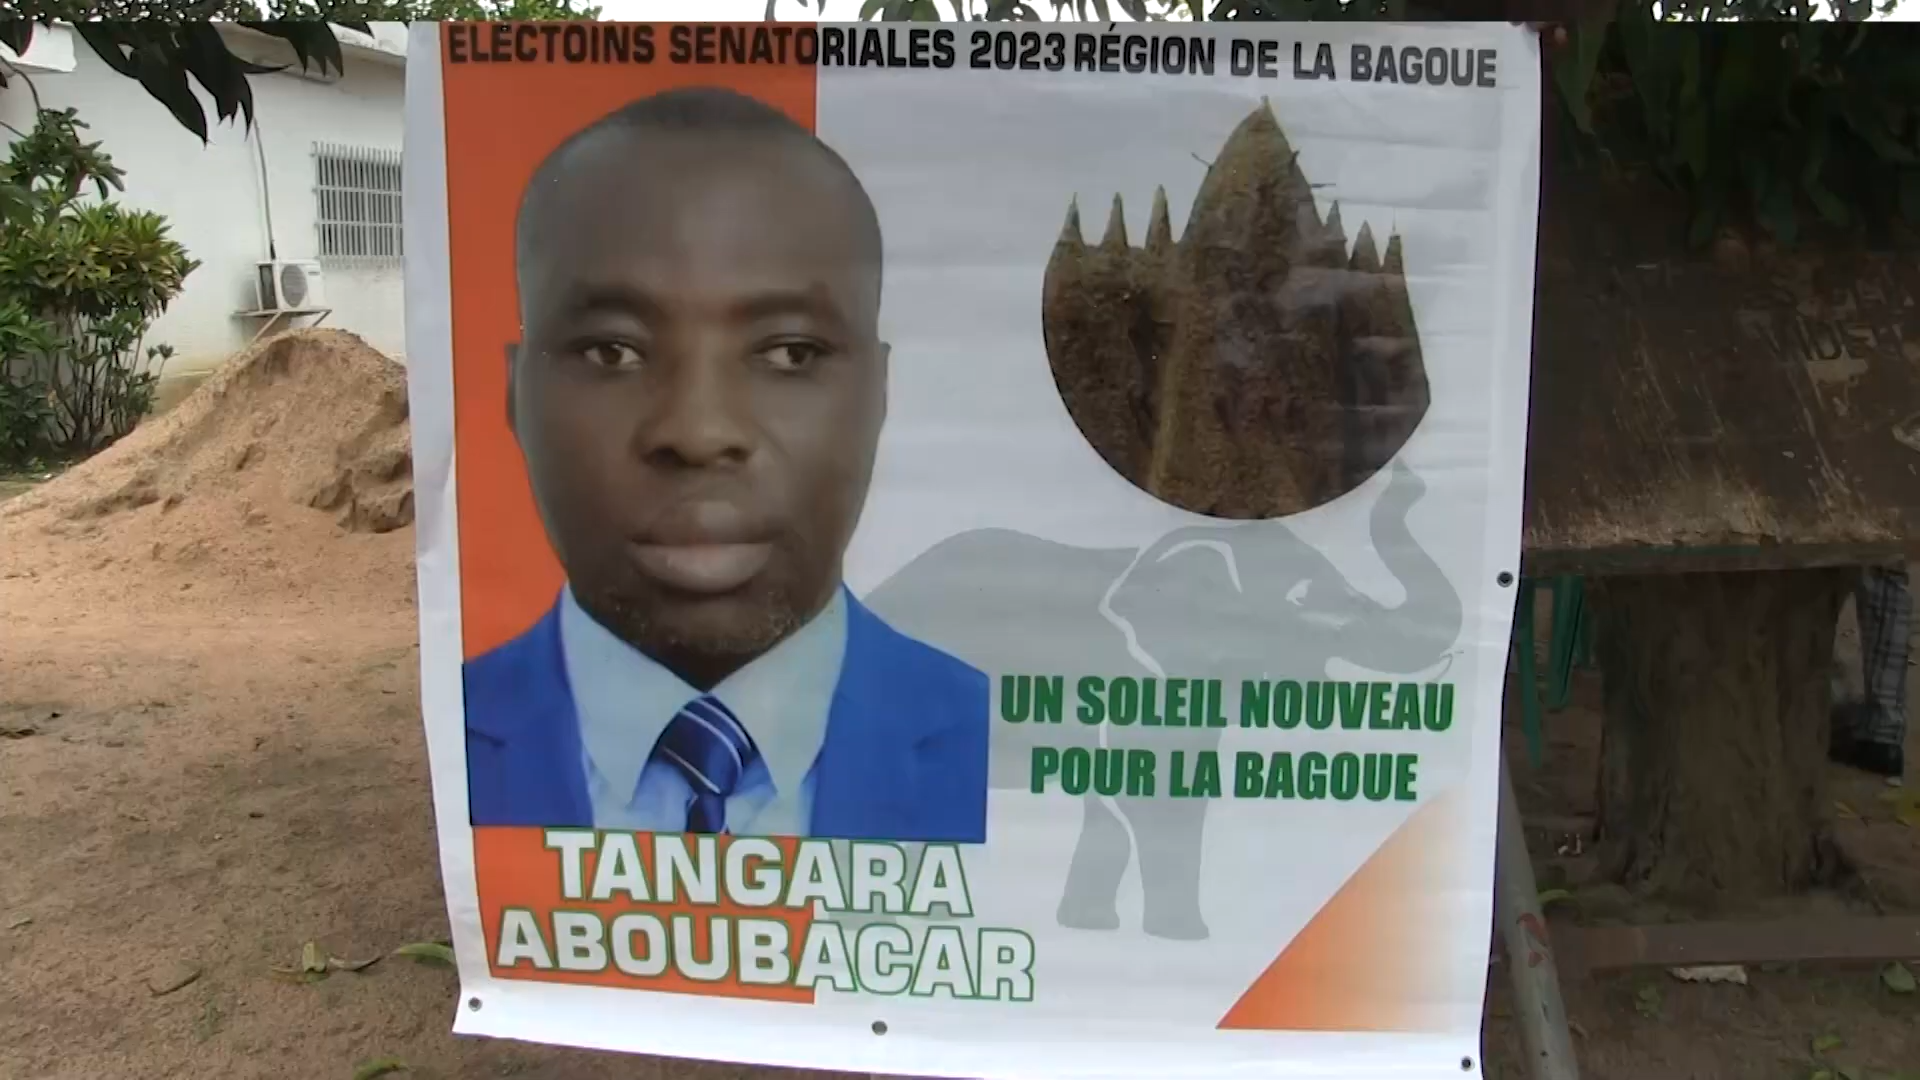 ELECTOINS SENATORIALES 2023 RÉGION DE LA BAGOUE
UN SOLEIL NOUVEAU
POUR LA BAGOUE
TANGARA
ABOUBACAR